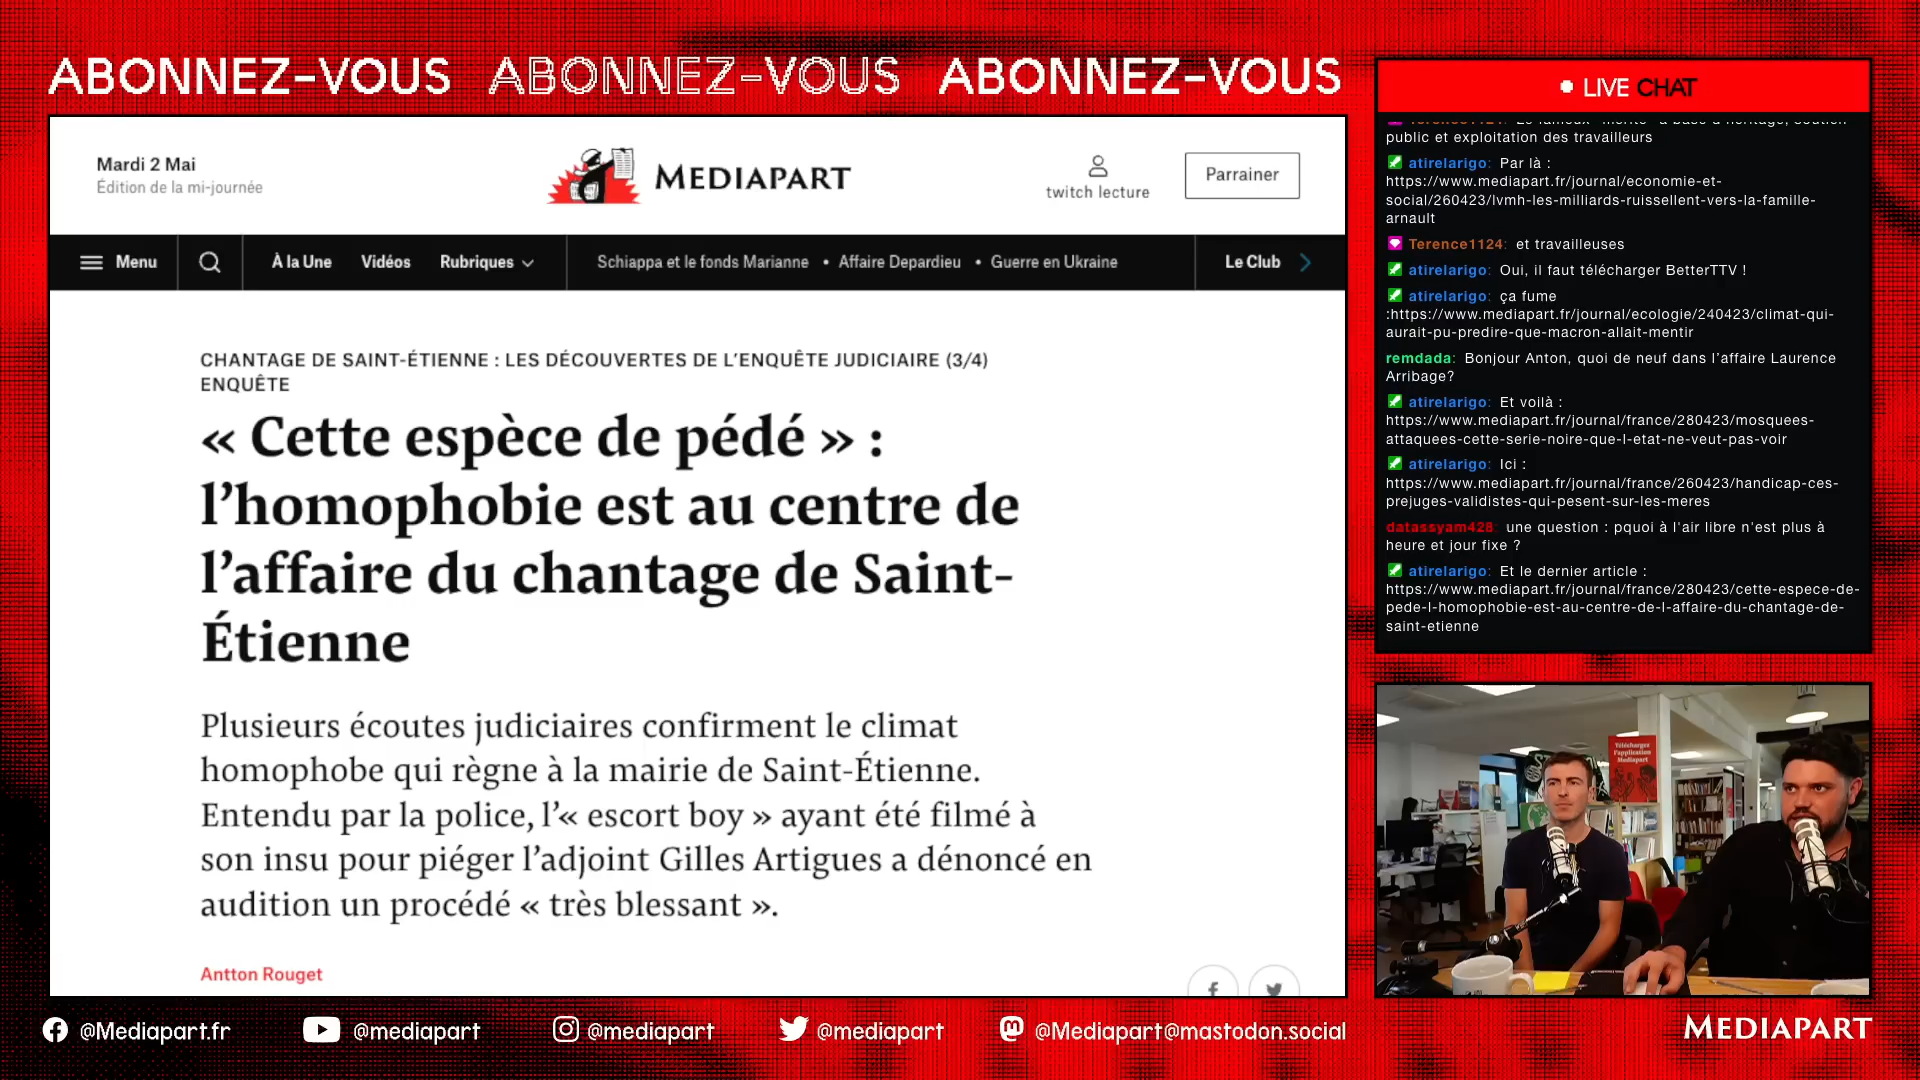 ABONNEZ-VOUS ABONNEZ-VOUS ABONNEZ-VOUS
Mardi 2 Mai
Édition de la mi-journée
MEDIAPART
twitch lecture
Parrainer
Menu
À la Une
Vidéos
Rubriques
Schiappa et le fonds Marianne • Affaire Depardieu • Guerre en Ukraine
Le Club
CHANTAGE DE SAINT-ÉTIENNE : LES DÉCOUVERTES DE L’ENQUÊTE JUDICIAIRE (3/4)
ENQUÊTE
« Cette espèce de pédé » :
l’homophobie est au centre de
l’affaire du chantage de Saint-
Étienne
Plusieurs écoutes judiciaires confirment le climat
homophobe qui règne à la mairie de Saint-Étienne.
Entendu par la police, l’« escort boy » ayant été filmé à
son insu pour piéger l’adjoint Gilles Artigues a dénoncé en
audition un procédé « très blessant ».
Antton Rouget
LIVE CHAT
public et exploitation des travailleurs
atirelarigo: Par là :
https://www.mediapart.fr/journal/economie-et-
social/260423/lvmh-les-milliards-ruissellent-vers-la-famille-
arnault
Terence1124: et travailleuses
atirelarigo: Oui, il faut télécharger BetterTTV !
atirelarigo: ça fume
:https://www.mediapart.fr/journal/ecologie/240423/climat-qui-
aurait-pu-predire-que-macron-allait-mentir
remdada: Bonjour Anton, quoi de neuf dans l'affaire Laurence
Arribage?
atirelarigo: Et voilà :
https://www.mediapart.fr/journal/france/280423/mosquees-
attaquees-cette-serie-noire-que-l-etat-ne-veut-pas-voir
atirelarigo: Ici :
https://www.mediapart.fr/journal/france/260423/handicap-ces-
prejuges-validistes-qui-pesent-sur-les-meres
datassyam428: une question : pquoi à l'air libre n'est plus à
heure et jour fixe ?
atirelarigo: Et le dernier article :
https://www.mediapart.fr/journal/france/280423/cette-espece-de-
pede-l-homophobie-est-au-centre-de-l-affaire-du-chantage-de-
saint-etienne
Téléchargez
l'application
Mediapart
@Mediapart.fr
@mediapart
@mediapart
@mediapart
@Mediapart@mastodon.social
MEDIAPART